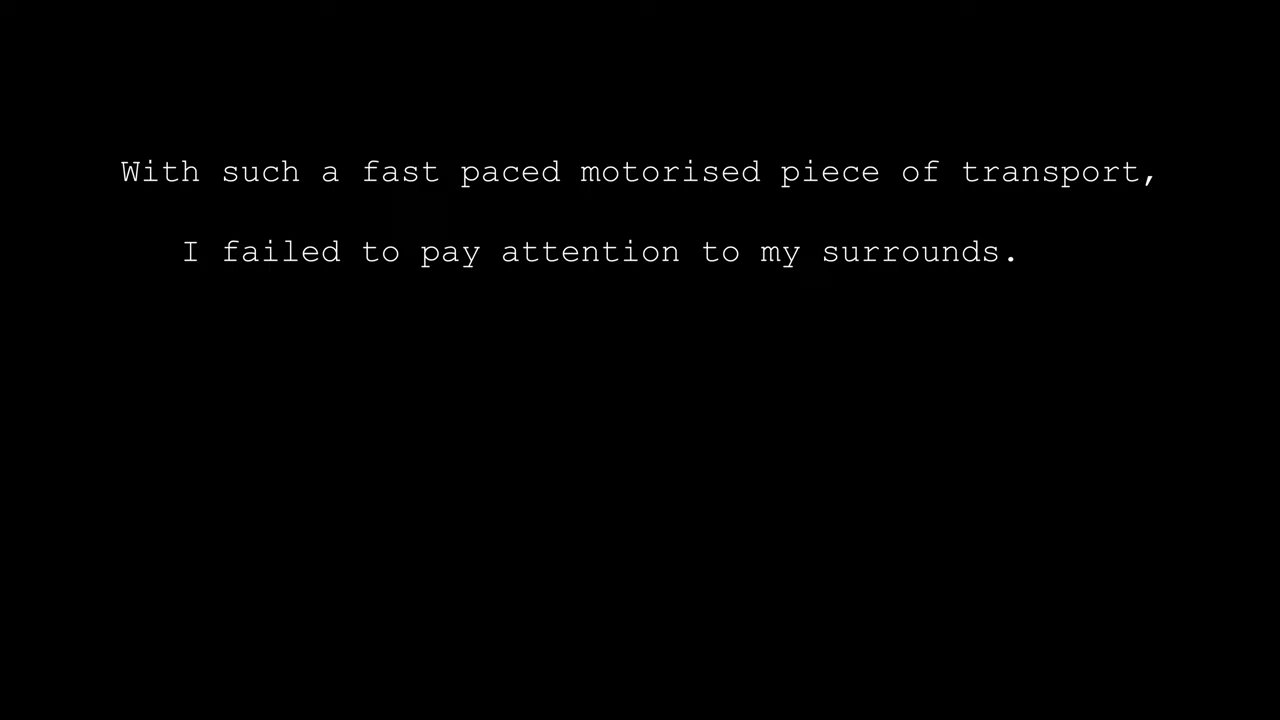 With such a fast paced motorised piece of transport,
I failed to pay attention to my surrounds.